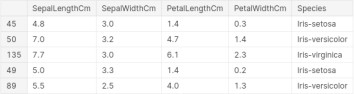 SepalLengthCm SepalWidthCm PetalLengthCm PetalWidthCm Species
45 4.8 3.0 1.4 0.3 Iris-setosa
50 7.0 3.2 4.7 1.4 Iris-versicolor
135 7.7 3.0 6.1 2.3 Iris-virginica
49 5.0 3.3 1.4 0.2 Iris-setosa
89 5.5 2.5 4.0 1.3 Iris-versicolor